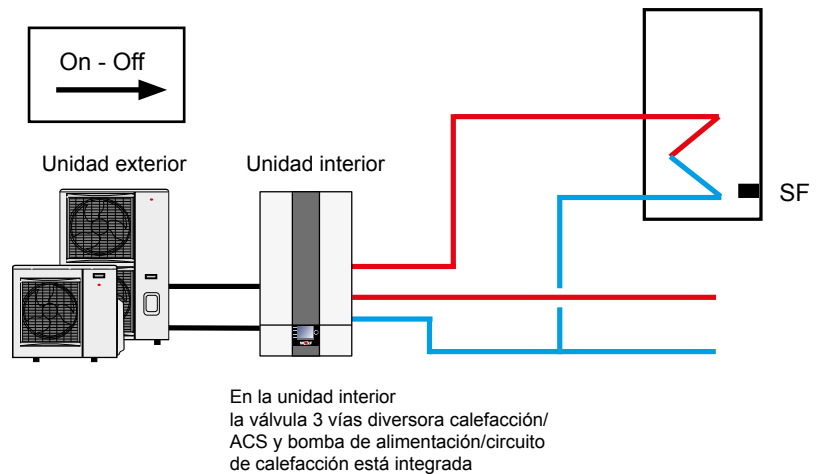 On - Off
Unidad exterior
Unidad interior
SF
WOLF
En la unidad interior
la válvula 3 vías diversora calefacción/
ACS y bomba de alimentación/circuito
de calefacción está integrada